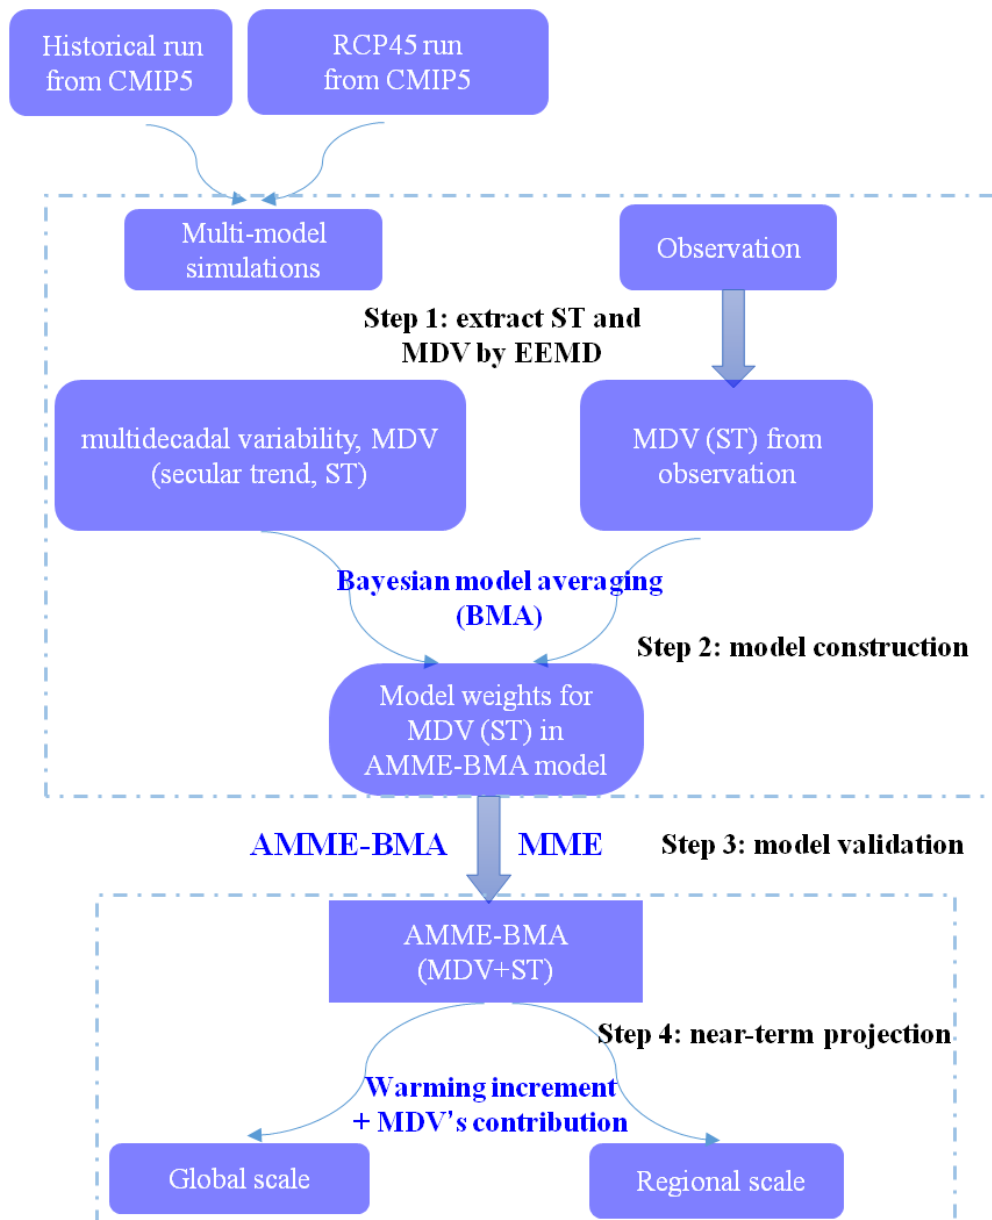 Historical run
from CMIP5
RCP45 run
from CMIP5
Multi-model
simulations
Observation
Step 1: extract ST and
MDV by EEMD
multidecadal variability, MDV
(secular trend, ST)
MDV (ST) from
observation
Bayesian model averaging
(BMA)
Step 2: model construction
Model weights for
MDV (ST) in
AMME-BMA model
AMME-BMA
MME
Step 3: model validation
AMME-BMA
(MDV+ST)
Step 4: near-term projection
Warming increment
+ MDV’s contribution
Global scale
Regional scale